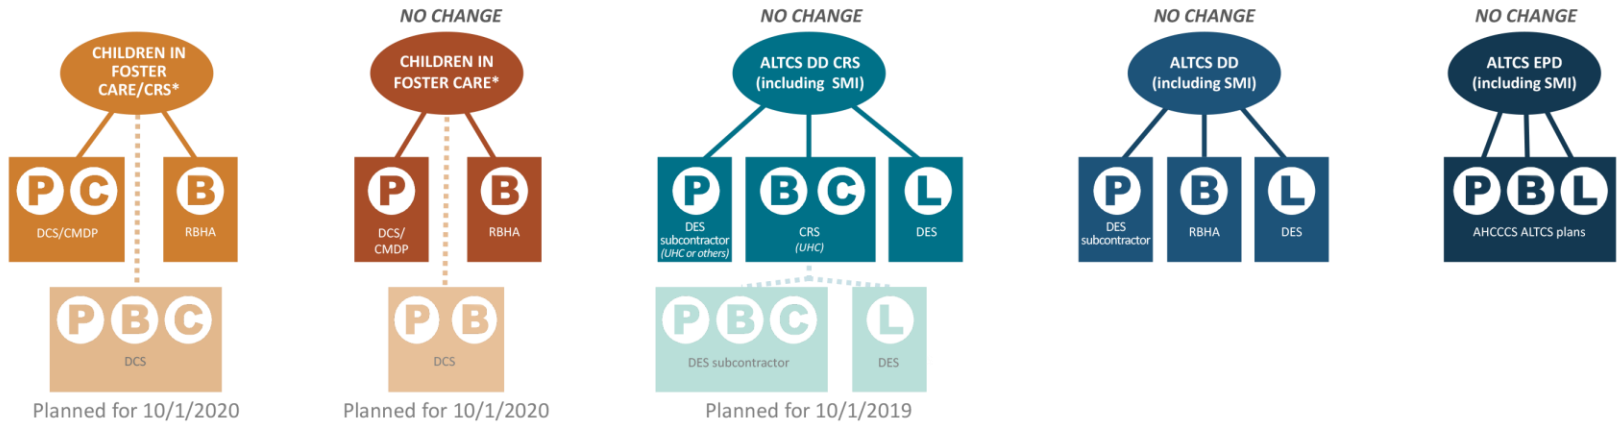 CHILDREN IN
FOSTER
CARE/CRS*
P C
DCS/CMDP
B
RBHA
P B C
DCS
Planned for 10/1/2020
NO CHANGE
CHILDREN IN
FOSTER CARE*
P
DCS/
CMDP
B
RBHA
P B
DCS
Planned for 10/1/2020
NO CHANGE
ALTCS DD CRS
(including SMI)
P
DES
subcontractor
(UHC or others)
B C
CRS
(UHC)
L
DES
P B C
DES subcontractor
L
DES
Planned for 10/1/2019
NO CHANGE
ALTCS DD
(including SMI)
P
DES
subcontractor
B
RBHA
L
DES
NO CHANGE
ALTCS EPD
(including SMI)
P B L
AHCCCS ALTCS plans